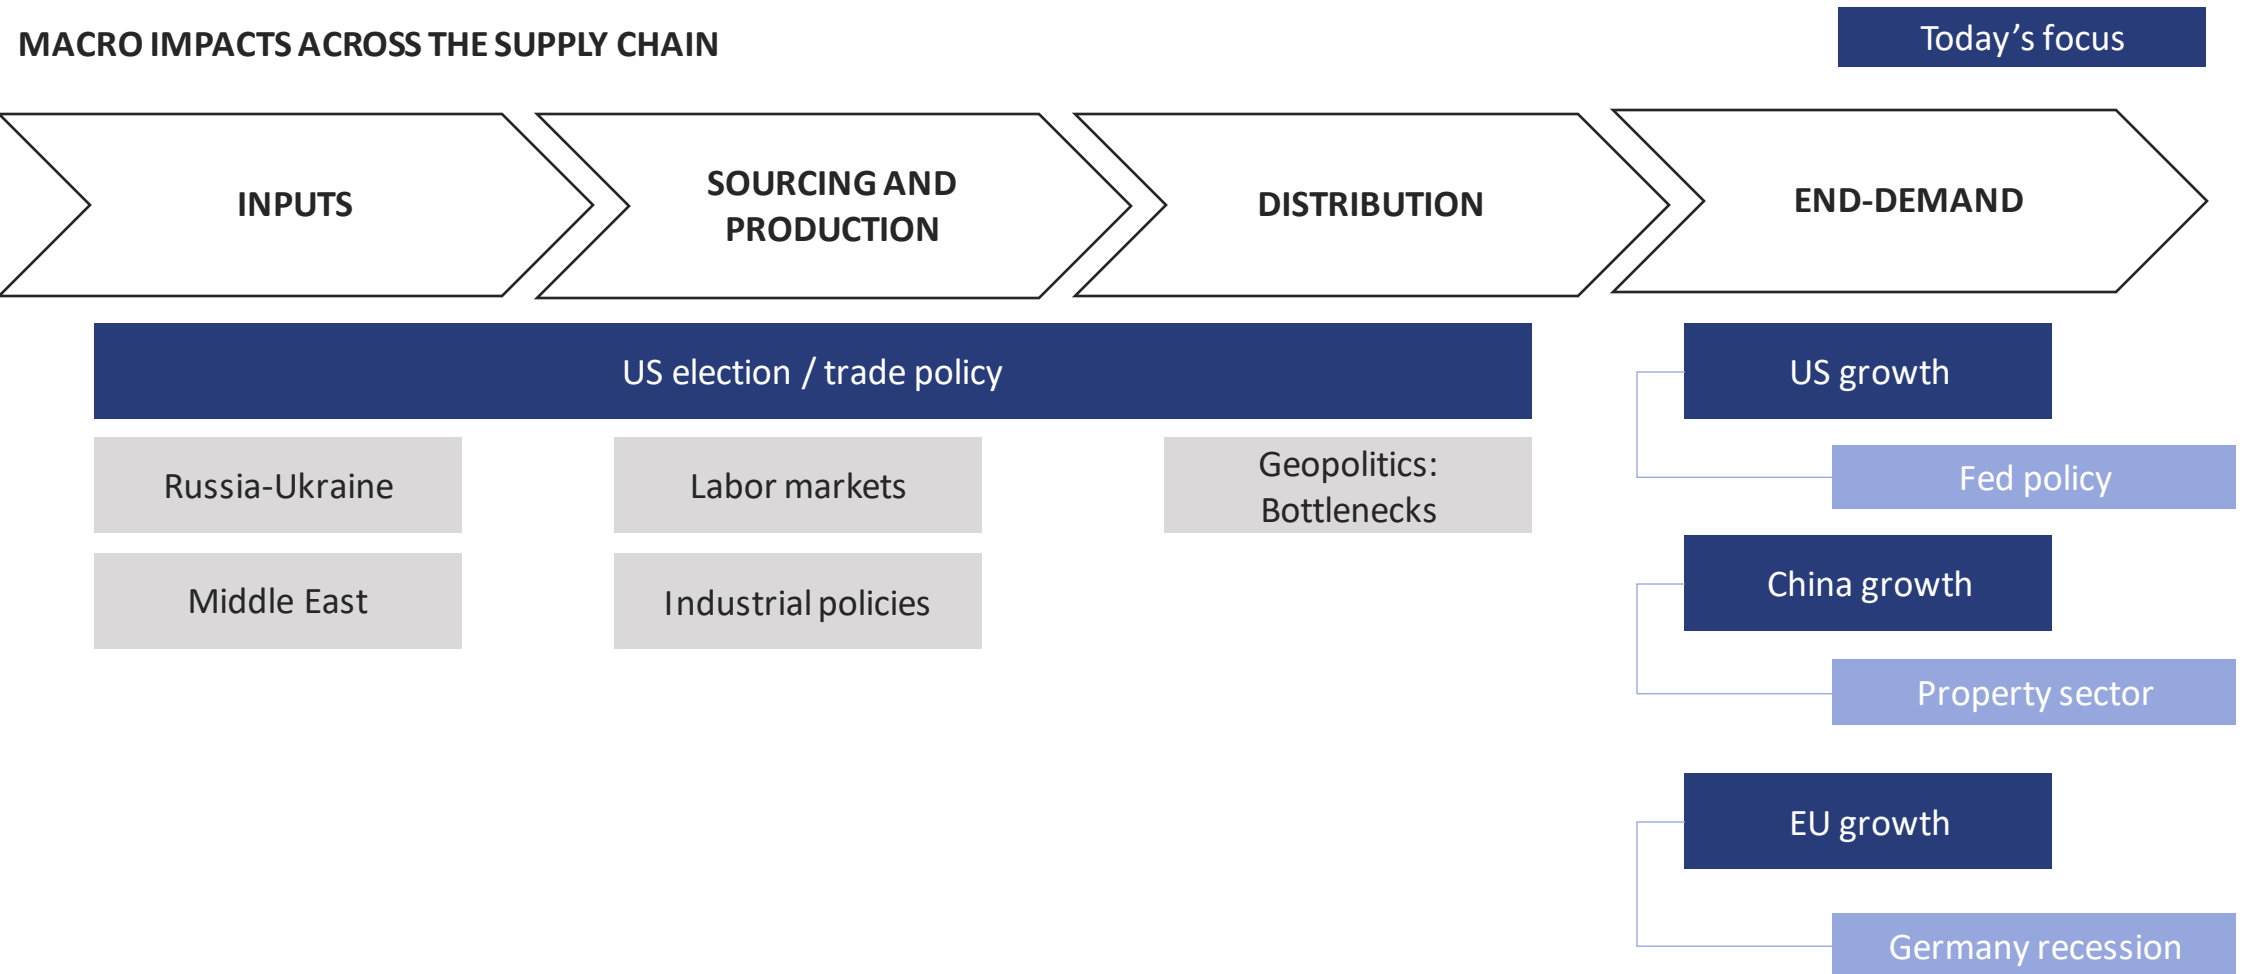 MACRO IMPACTS ACROSS THE SUPPLY CHAIN
Today's focus
INPUTS
SOURCING AND
PRODUCTION
DISTRIBUTION
END-DEMAND
US election / trade policy
Russia-Ukraine
Middle East
Labor markets
Industrial policies
Geopolitics:
Bottlenecks
US growth
Fed policy
China growth
Property sector
EU growth
Germany recession